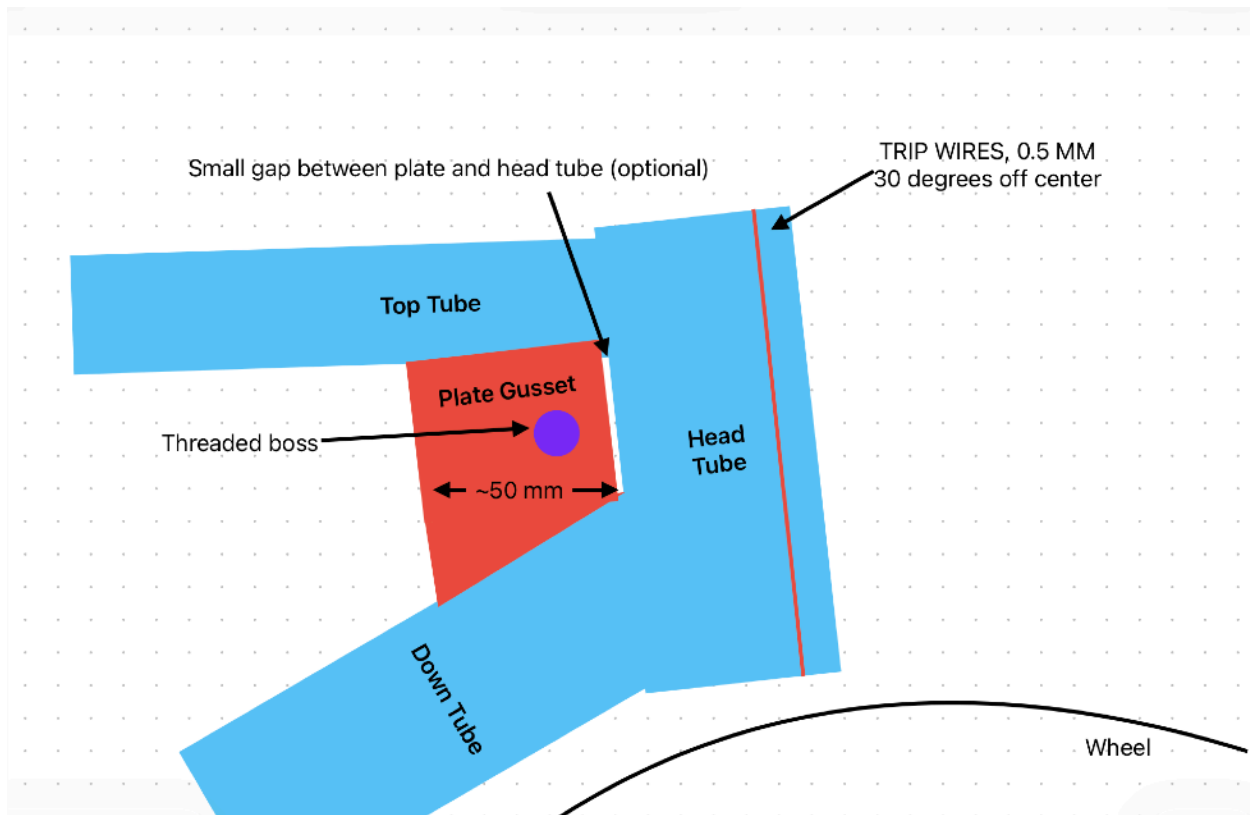 Small gap between plate and head tube (optional)
TRIP WIRES, 0.5 MM
30 degrees off center
Top Tube
Plate Gusset
Threaded boss
Head
Tube
~50 mm
Down Tube
Wheel